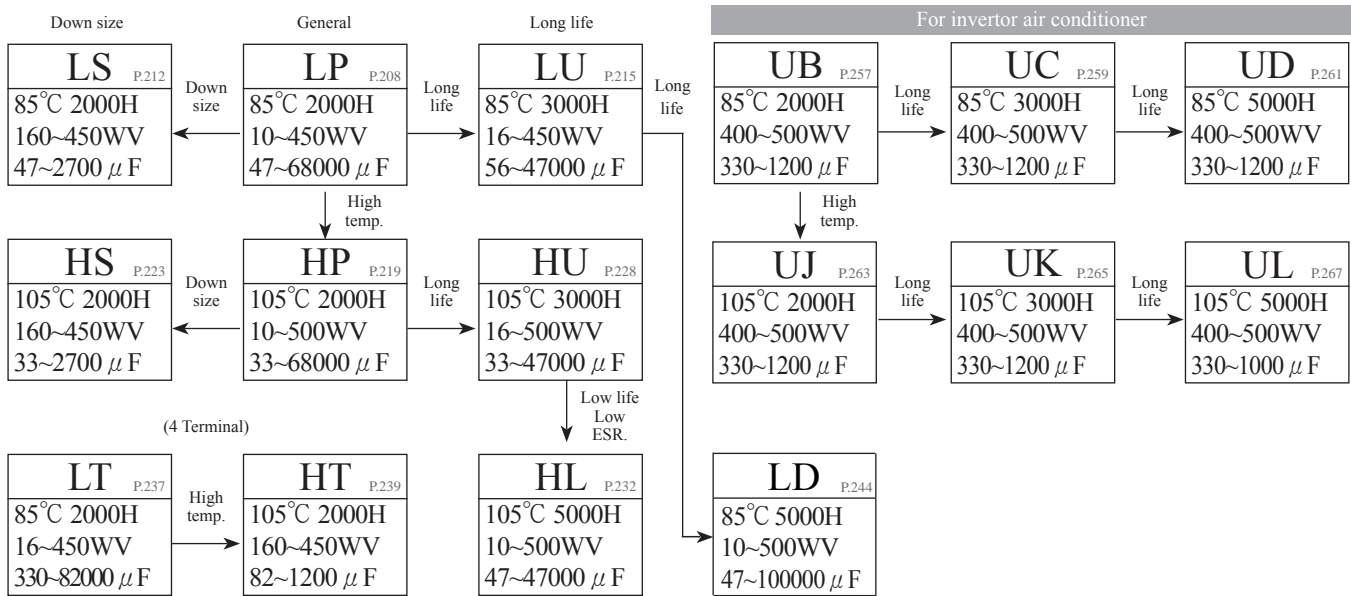 Down size
General
Long life
For invertor air conditioner
LS P.212
85℃ 2000H
160~450WV
47~2700 μF
Down
size
LP P.208
85℃ 2000H
10~450WV
47~68000 μF
Long
life
LU P.215
85℃ 3000H
16~450WV
56~47000 μF
Long
life
UB P.257
85℃ 2000H
400~500WV
330~1200 μF
Long
life
UC P.259
85℃ 3000H
400~500WV
330~1200 μF
Long
life
UD P.261
85℃ 5000H
400~500WV
330~1200 μF
High
temp.
High
temp.
HS P.223
105℃ 2000H
160~450WV
33~2700 μF
Down
size
HP P.219
105℃ 2000H
10~500WV
33~68000 μF
Long
life
HU P.228
105℃ 3000H
16~500WV
33~47000 μF
UJ P.263
105℃ 2000H
400~500WV
330~1200 μF
Long
life
UK P.265
105℃ 3000H
400~500WV
330~1200 μF
Long
life
UL P.267
105℃ 5000H
400~500WV
330~1000 μF
Low life
Low
ESR.
(4 Terminal)
LT P.237
85℃ 2000H
16~450WV
330~82000 μF
High
temp.
HT P.239
105℃ 2000H
160~450WV
82~1200 μF
HL P.232
105℃ 5000H
10~500WV
47~47000 μF
LD P.244
85℃ 5000H
10~500WV
47~100000 μF